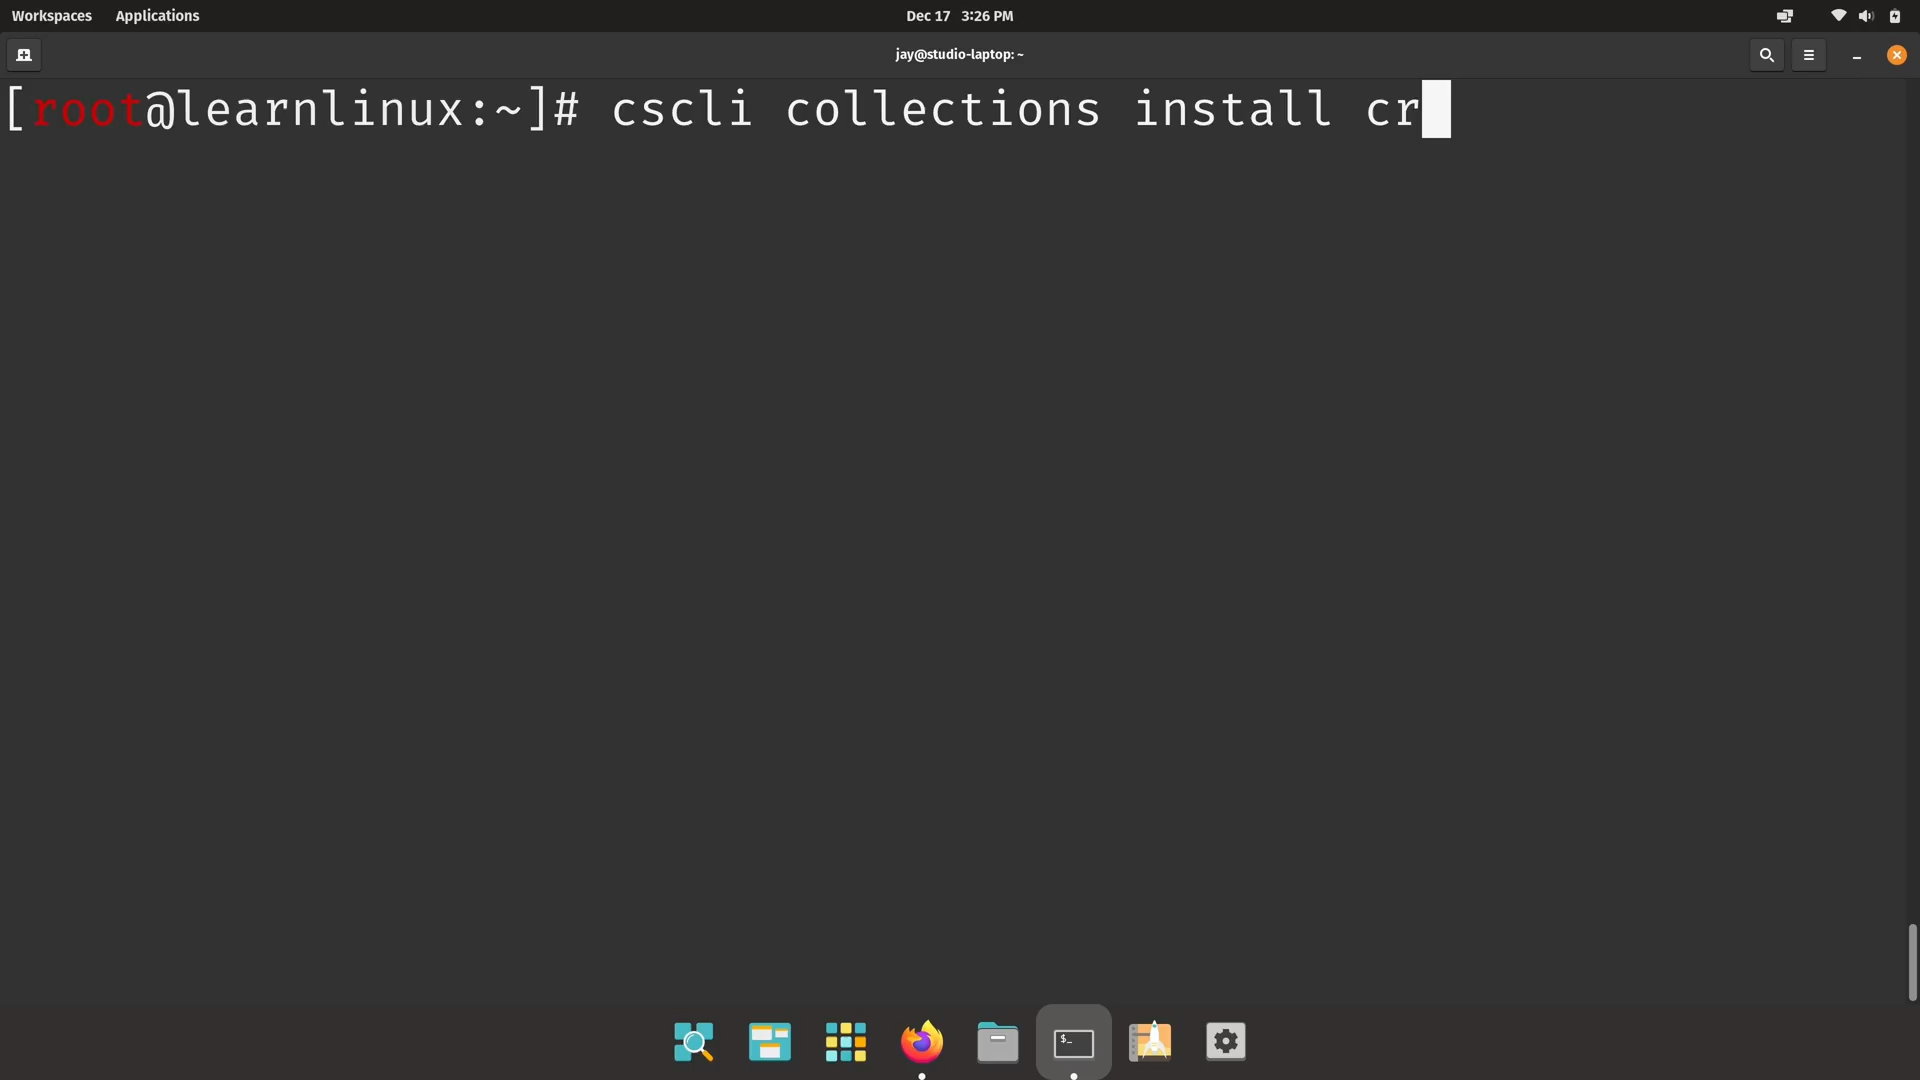 Workspaces Applications Dec 17 3:26 PM
jay@studio-laptop: ~
[root@learnlinux:~]# cscli collections install cr
$_